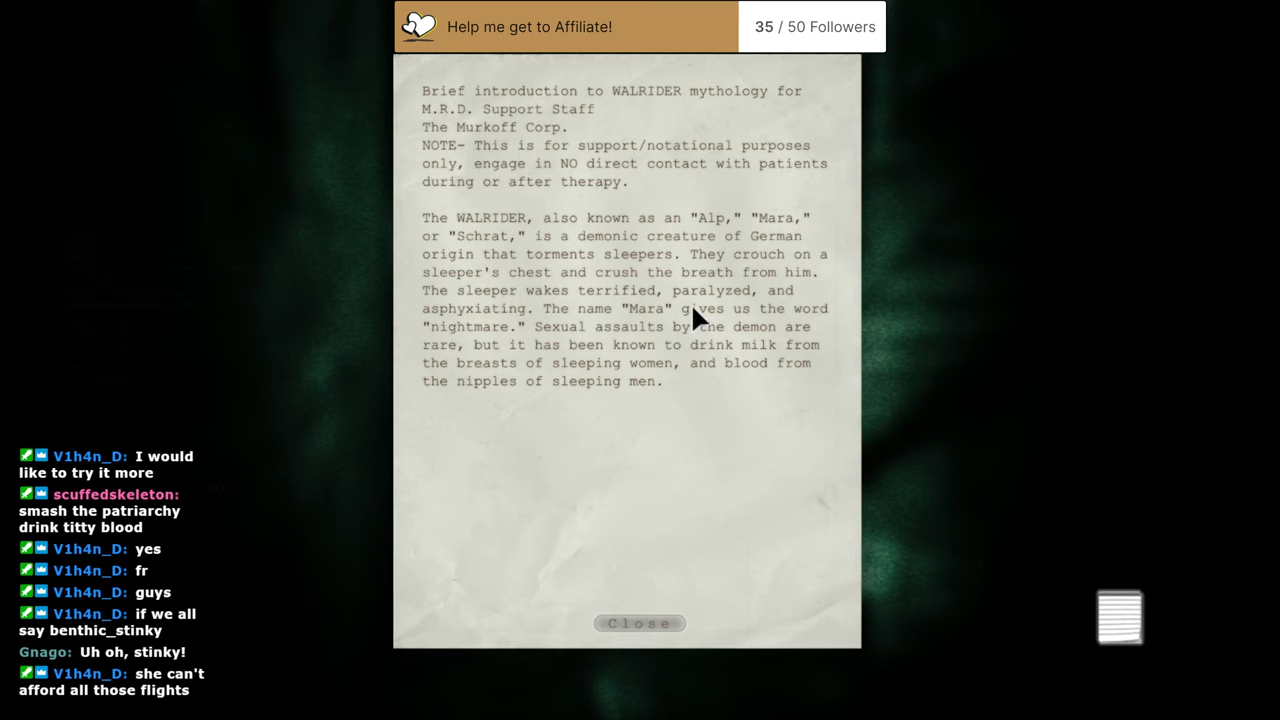 Help me get to Affiliate!
35 / 50 Followers
Brief introduction to WALRIDER mythology for
M.R.D. Support Staff
The Murkoff Corp.
NOTE- This is for support/notational purposes
only, engage in NO direct contact with patients
during or after therapy.
The WALRIDER, also known as an "Alp," "Mara,"
or "Schrat," is a demonic creature of German
origin that torments sleepers. They crouch on a
sleeper's chest and crush the breath from him.
The sleeper wakes terrified, paralyzed, and
asphyxiating. The name "Mara" gives us the word
"nightmare." Sexual assaults by the demon are
rare, but it has been known to drink milk from
the breasts of sleeping women, and blood from
the nipples of sleeping men.
Close
V1h4n_D: I would
like to try it more
scuffedskeleton:
smash the patriarchy
drink titty blood
V1h4n_D: yes
V1h4n_D: fr
V1h4n_D: guys
V1h4n_D: if we all
say benthic_stinky
Gnago: Uh oh, stinky!
V1h4n_D: she can't
afford all those flights